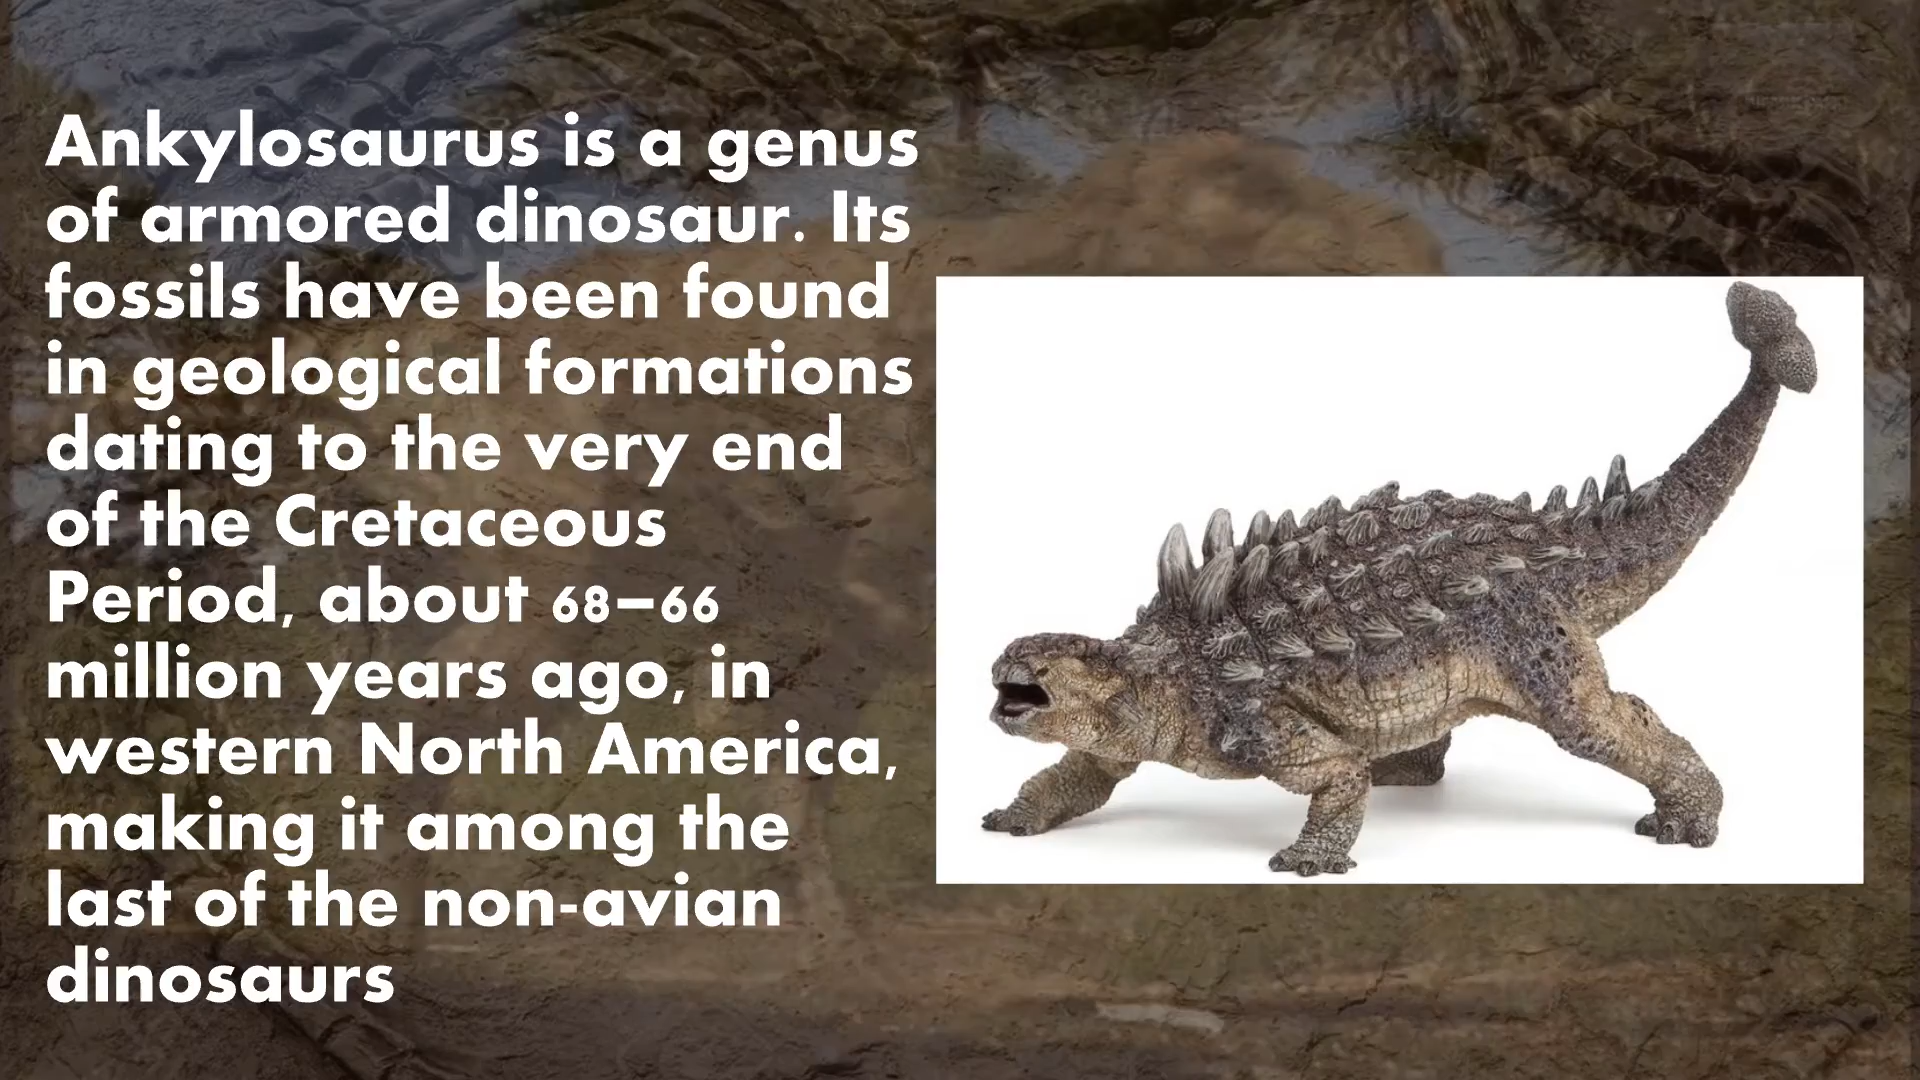 Ankylosaurus is a genus
of armored dinosaur. Its
fossils have been found
in geological formations
dating to the very end
of the Cretaceous
Period, about 68–66
million years ago, in
western North America,
making it among the
last of the non-avian
dinosaurs